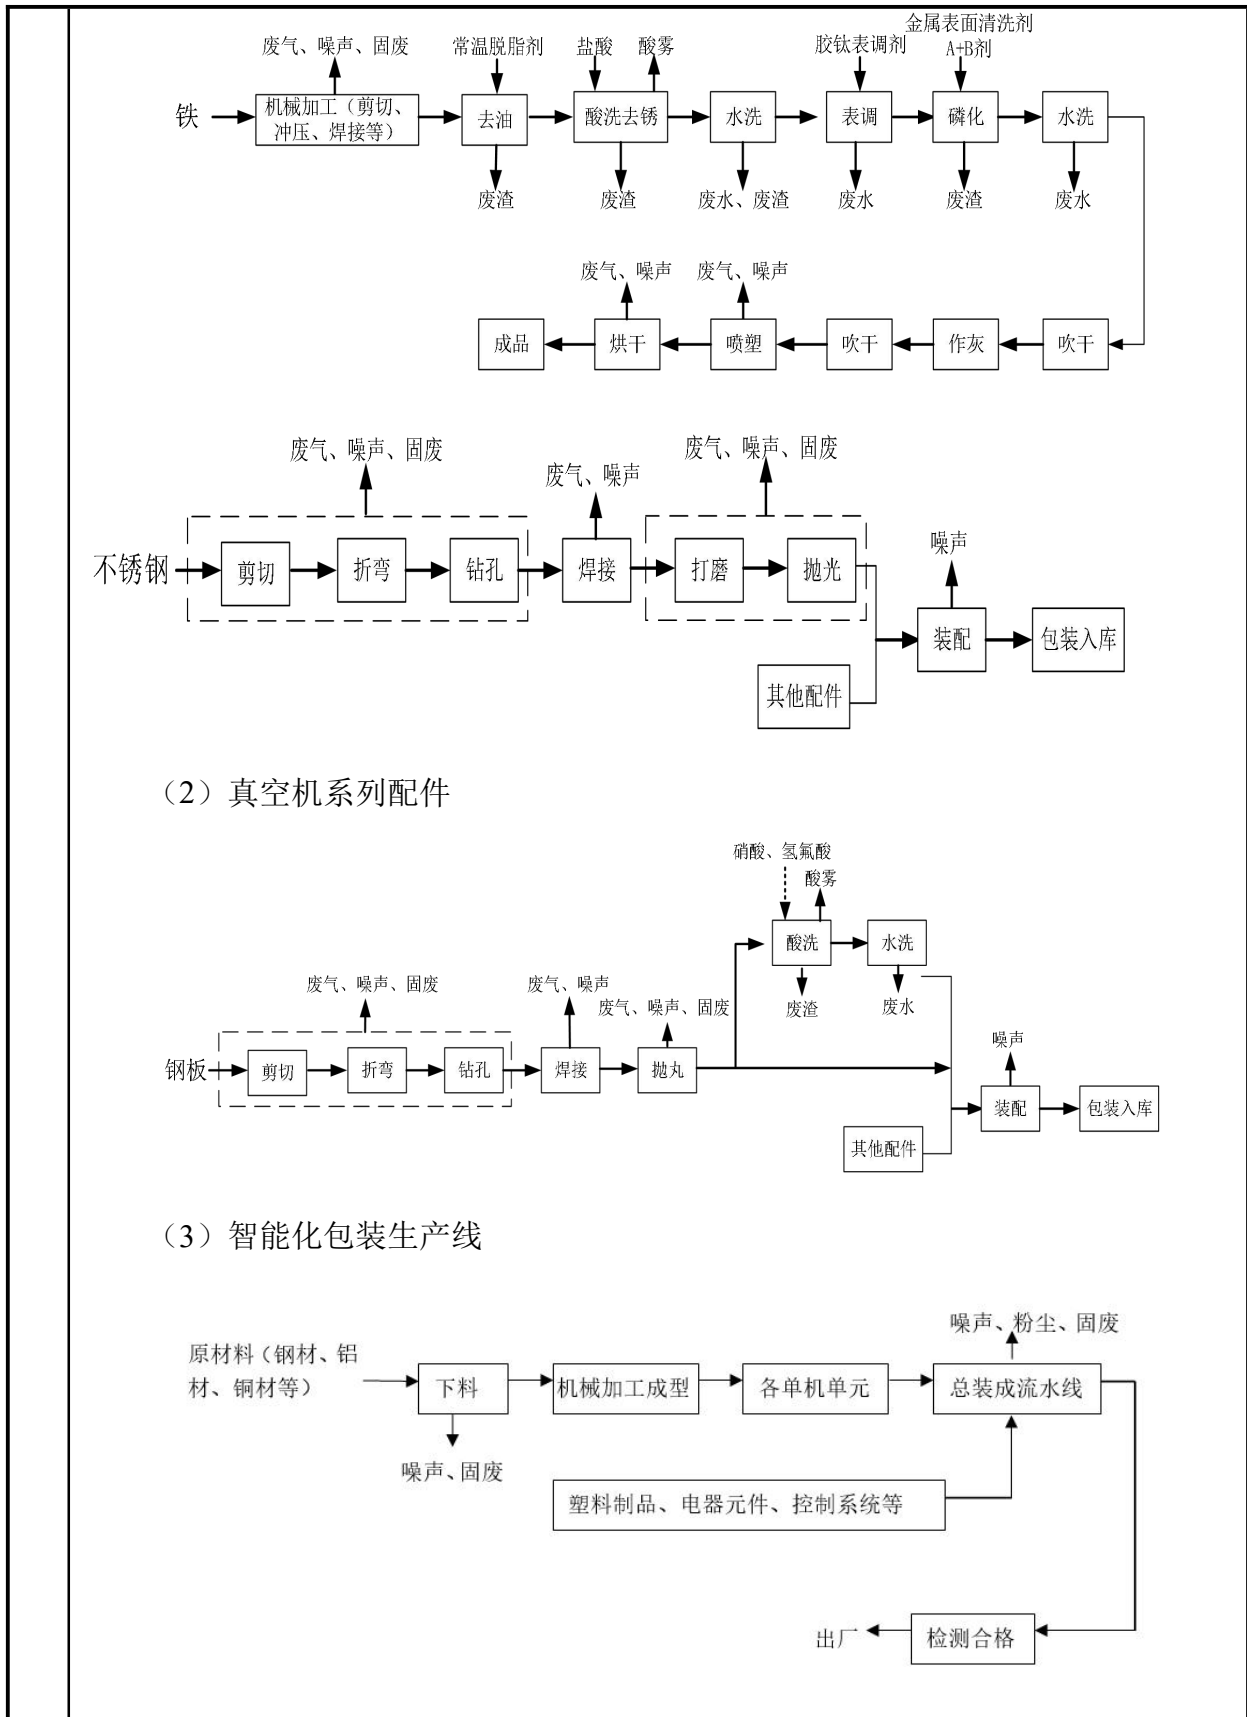 金属表面清洗剂
废气、噪声、固废
常温脱脂剂
盐酸
酸雾
胶钛表调剂
A+B剂
铁
机械加工（剪切、
冲压、焊接等）
去油
酸洗去锈
水洗
表调
磷化
水洗
废渣
废渣
废水、废渣
废水
废渣
废水
废气、噪声
废气、噪声
成品
烘干
喷塑
吹干
作灰
吹干
废气、噪声、固废
废气、噪声
废气、噪声、固废
噪声
不锈钢
剪切
折弯
钻孔
焊接
打磨
抛光
装配
包装入库
其他配件
（2）真空机系列配件
硝酸、氢氟酸
酸雾
酸洗
水洗
废气、噪声、固废
废气、噪声
废气、噪声、固废
废渣
废水
噪声
钢板
剪切
折弯
钻孔
焊接
抛丸
装配
包装入库
其他配件
（3）智能化包装生产线
噪声、粉尘、固废
原材料（钢材、铝
材、铜材等）
下料
机械加工成型
各单机单元
总装成流水线
噪声、固废
塑料制品、电器元件、控制系统等
出厂
检测合格